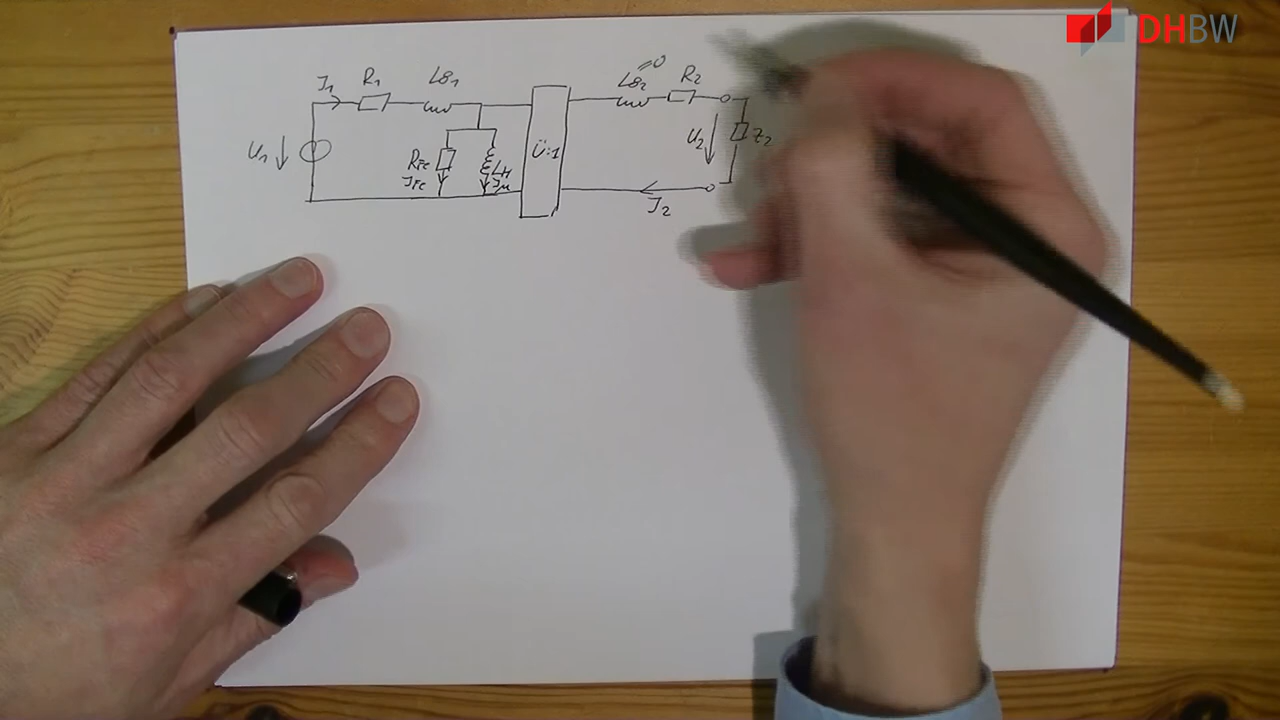 DHBW
I1 R1 Lσ1 Lσ2 =0 R2
U1 RFe LH Ü:1 U2 Z2
IFe Iμ
I2